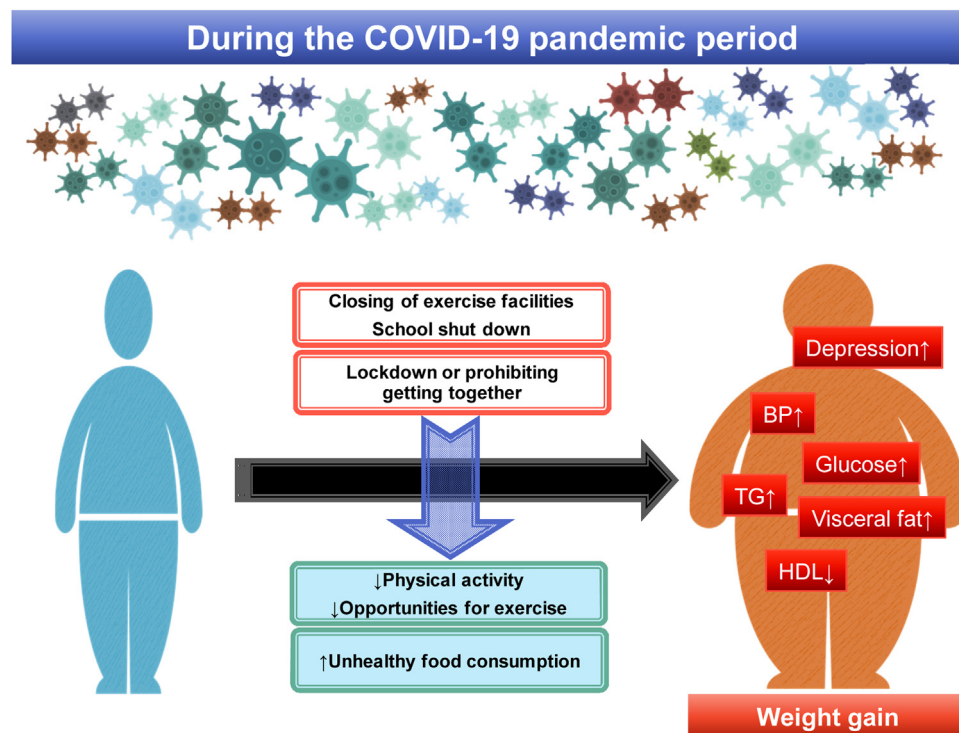 During the COVID-19 pandemic period
Closing of exercise facilities
School shut down
Lockdown or prohibiting
getting together
↓Physical activity
↓Opportunities for exercise
↑Unhealthy food consumption
Depression↑
BP↑
Glucose↑
TG↑
Visceral fat↑
HDL↓
Weight gain